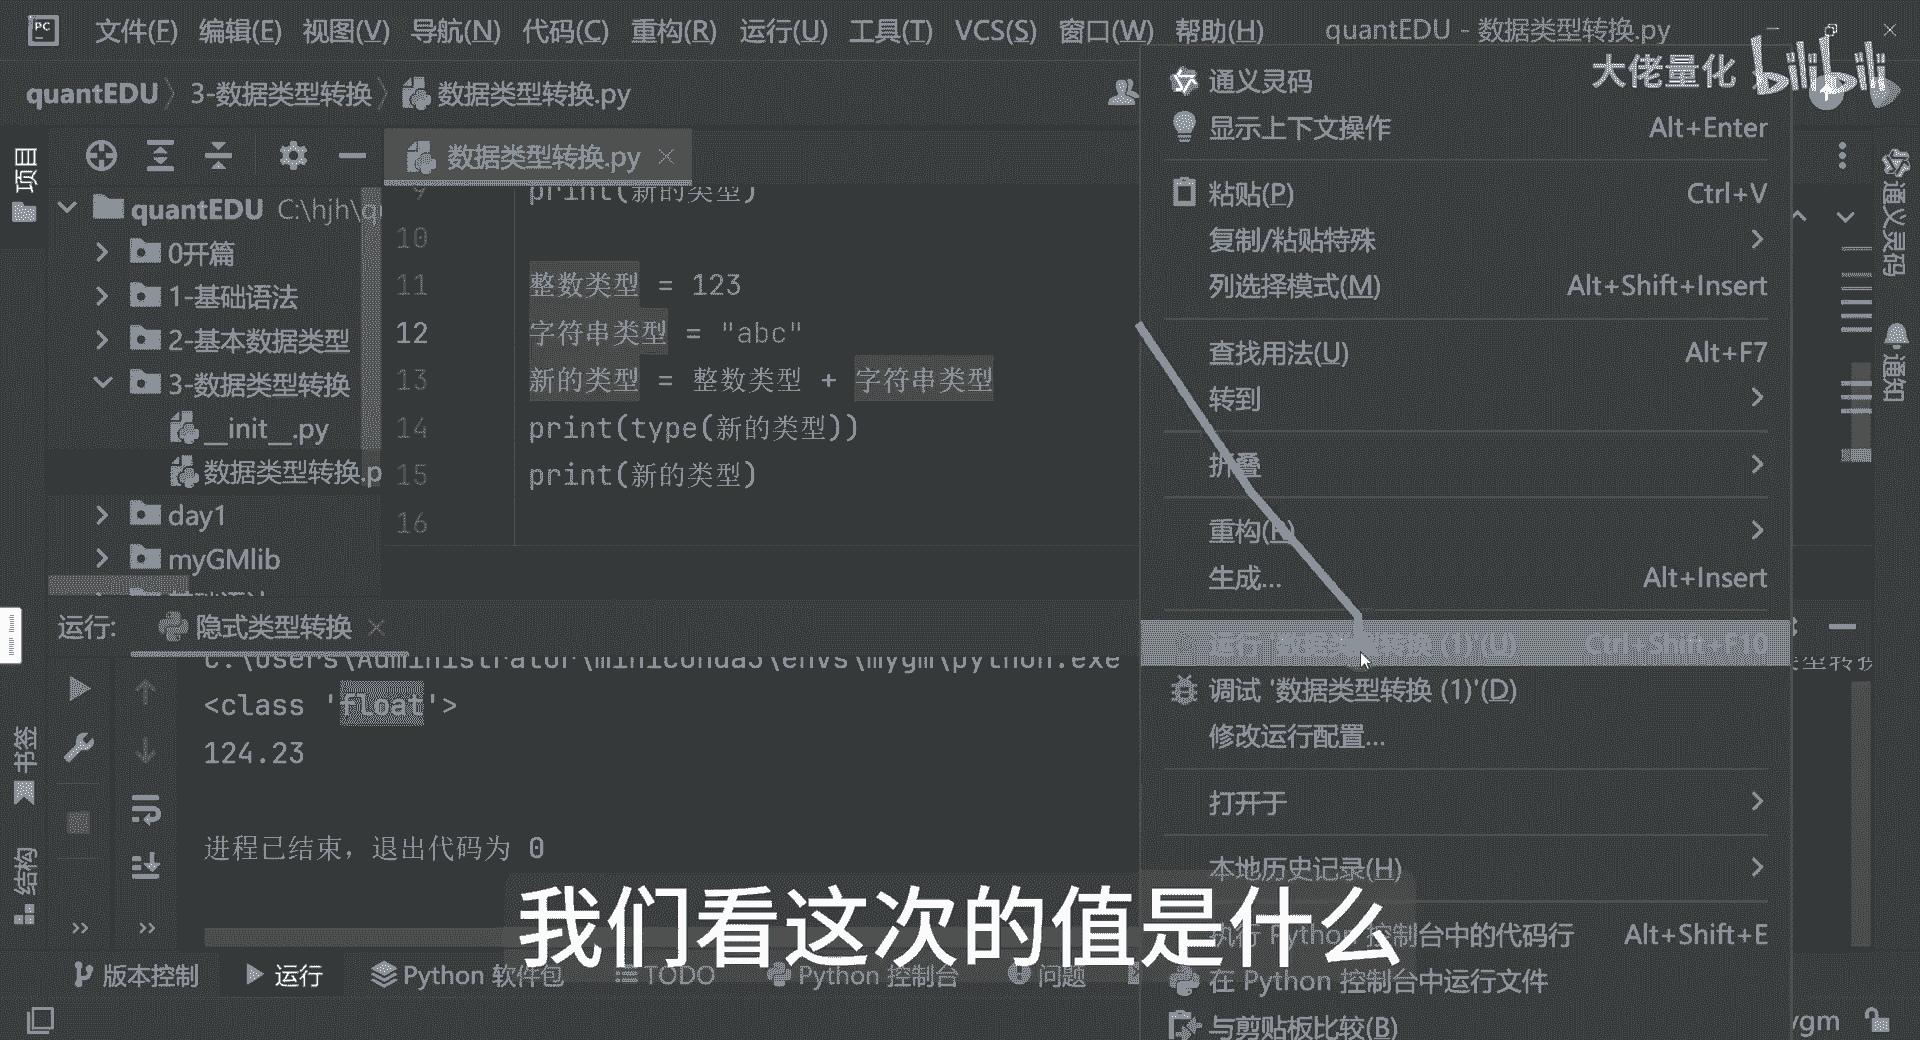 PC 文件(F) 编辑(E) 视图(V) 导航(N) 代码(C) 重构(R) 运行(U) 工具(T) VCS(S) 窗口(W) 帮助(H) quantEDU - 数据类型转换.py
大佬量化 bilibili
quantEDU 3-数据类型转换 数据类型转换.py
数据类型转换.py
项目
quantEDU C:\hjh\q
0开篇
1-基础语法
2-基本数据类型
3-数据类型转换
__init__.py
数据类型转换.p
day1
myGMlib
9 print(新的类型)
10
11 整数类型 = 123
12 字符串类型 = "abc"
13 新的类型 = 整数类型 + 字符串类型
14 print(type(新的类型))
15 print(新的类型)
16
通义灵码
显示上下文操作 Alt+Enter
粘贴(P) Ctrl+V
复制/粘贴特殊
列选择模式(M) Alt+Shift+Insert
查找用法(U) Alt+F7
转到
折叠
重构(R)
生成... Alt+Insert
运行 '数据类型转换 (1)'(U) Ctrl+Shift+F10
调试 '数据类型转换 (1)'(D)
修改运行配置...
打开于
本地历史记录(H)
执行 Python 控制台中的代码行 Alt+Shift+E
在 Python 控制台中运行文件
与剪贴板比较(B)
通义灵码
通知
运行: 隐式类型转换
C:\Users\Administrator\miniconda3\envs\mygm\python.exe
类型转换
<class 'float'>
124.23
进程已结束，退出代码为 0
书签
结构
我们看这次的值是什么
版本控制 运行 Python 软件包 TODO Python 控制台 问题
ygm